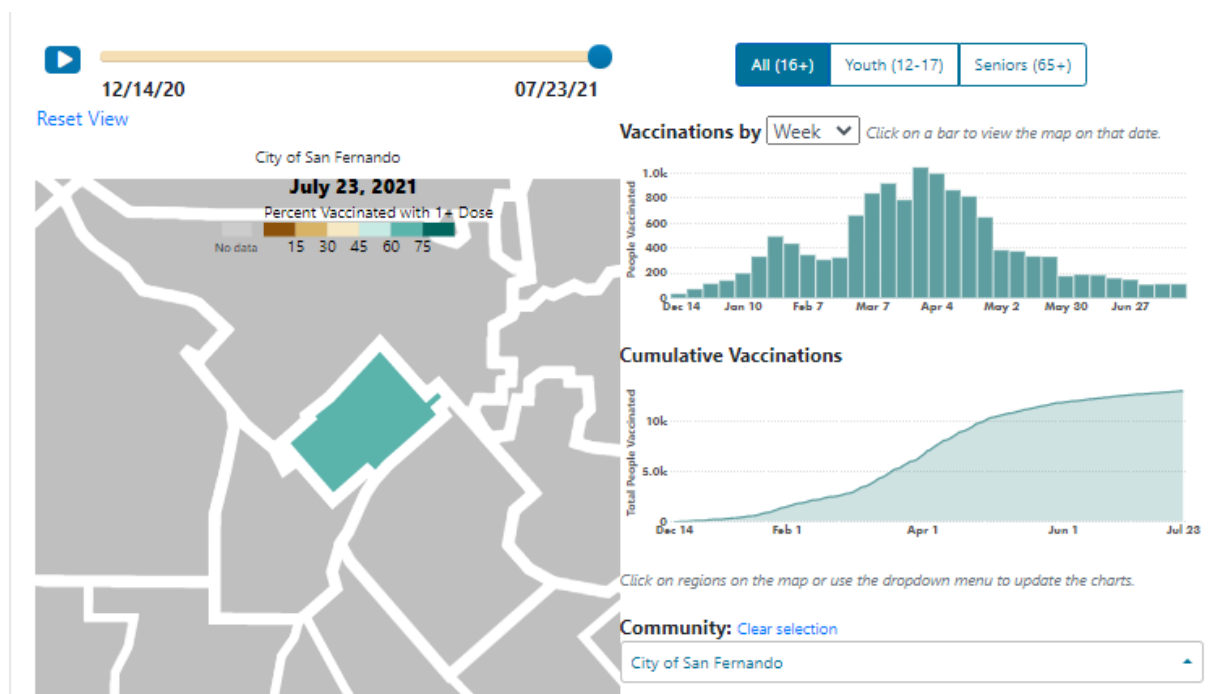 12/14/20 07/23/21
Reset View
City of San Fernando
July 23, 2021
Percent Vaccinated with 1+ Dose
No data 15 30 45 60 75
All (16+) Youth (12-17) Seniors (65+)
Vaccinations by Week Click on a bar to view the map on that date.
People Vaccinated
1.0k
800
600
400
200
0
Dec 14 Jan 10 Feb 7 Mar 7 Apr 4 May 2 May 30 Jun 27
Cumulative Vaccinations
Total People Vaccinated
10k
5.0k
0
Dec 14 Feb 1 Apr 1 Jun 1 Jul 23
Click on regions on the map or use the dropdown menu to update the charts.
Community: Clear selection
City of San Fernando